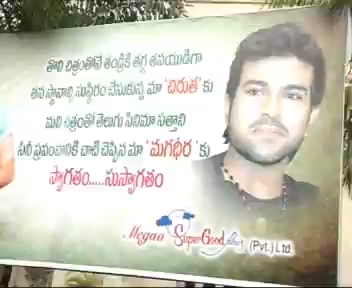 తొలి చిత్రంతోనే తండ్రికి తగ్గ తనయుడిగా
తన స్థానాన్ని సుస్థిరం చేసుకున్న మా 'చిరుత'కు
మలి చిత్రంతో తెలుగు సినిమా సత్తాని
సినీ ప్రపంచానికి చాటి చెప్పిన మా 'మగధీర'కు
స్వాగతం.....సుస్వాగతం
Megaa SuperGood Films (Pvt.) Ltd.